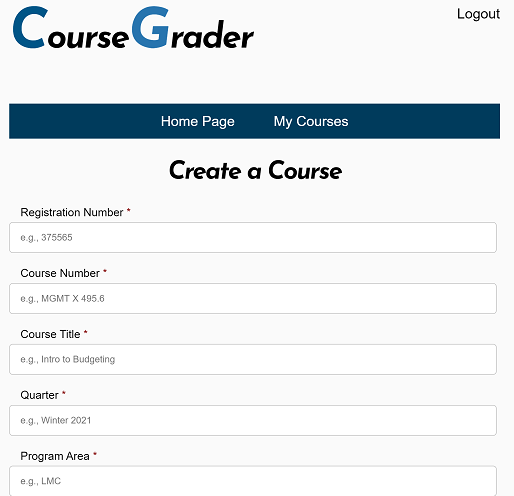 CourseGrader
Logout
Home Page My Courses
Create a Course
Registration Number *
e.g., 375565
Course Number *
e.g., MGMT X 495.6
Course Title *
e.g., Intro to Budgeting
Quarter *
e.g., Winter 2021
Program Area *
e.g., LMC